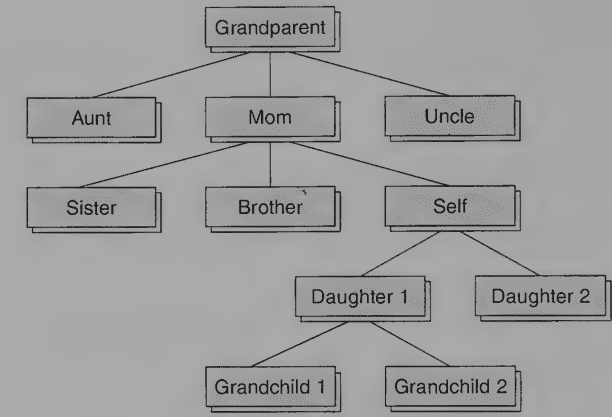 Grandparent
Aunt
Mom
Uncle
Sister
Brother
Self
Daughter 1
Daughter 2
Grandchild 1
Grandchild 2